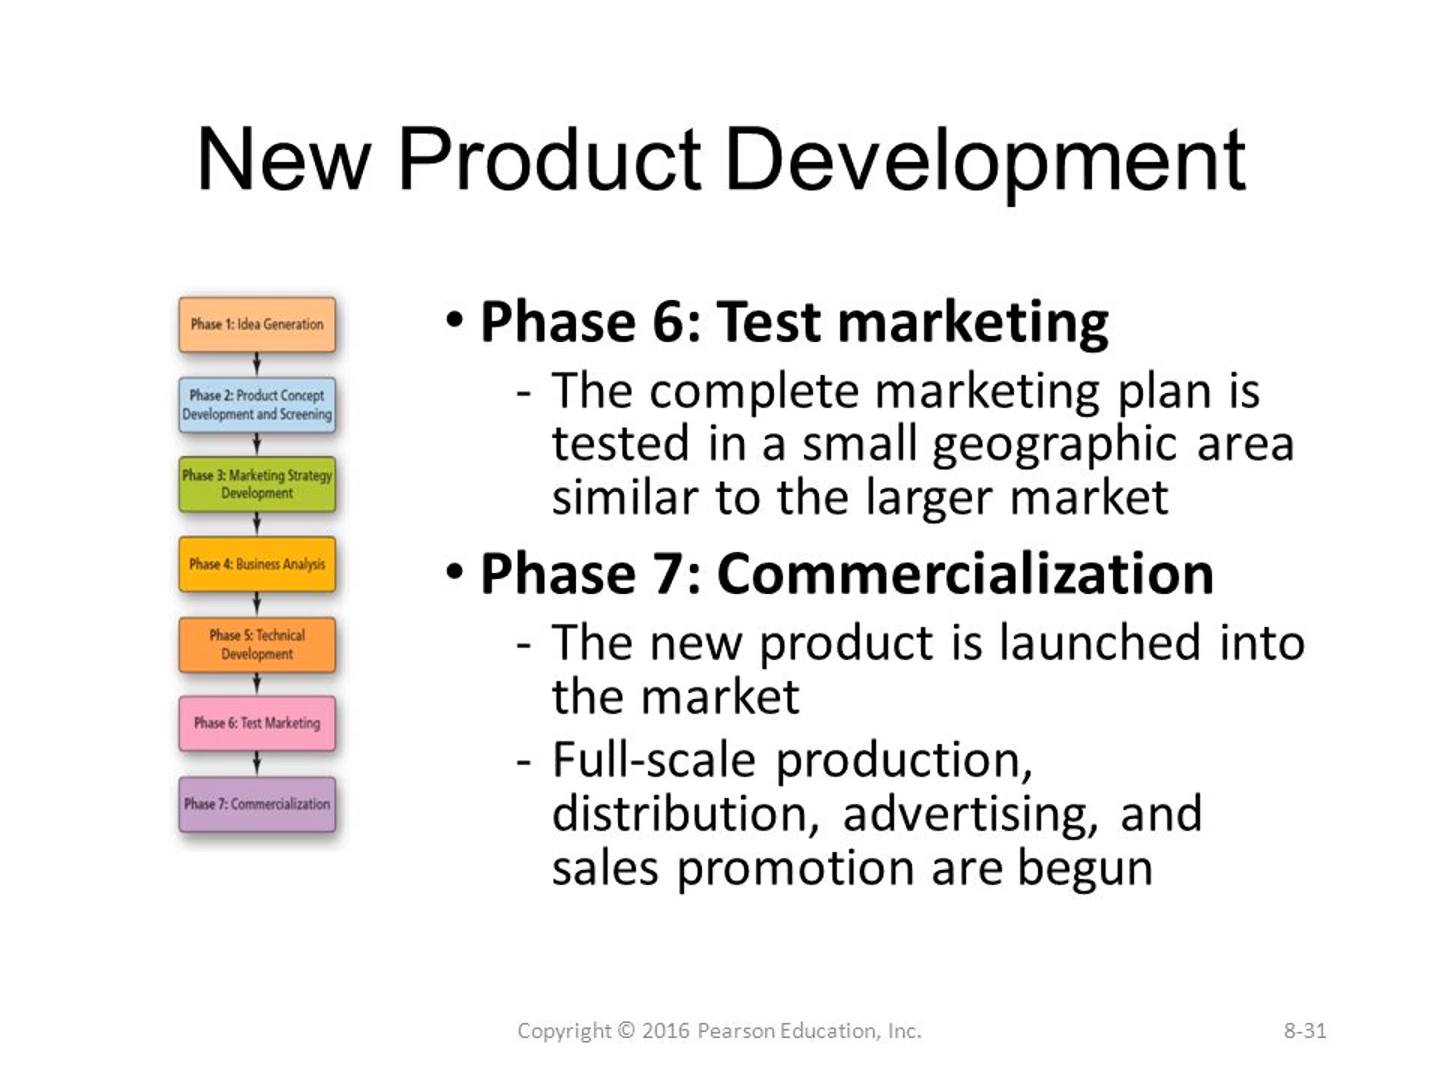 New Product Development
Phase 1: Idea Generation
Phase 2: Product Concept
Development and Screening
Phase 3: Marketing Strategy
Development
Phase 4: Business Analysis
Phase 5: Technical
Development
Phase 6: Test Marketing
Phase 7: Commercialization
• Phase 6: Test marketing
- The complete marketing plan is
tested in a small geographic area
similar to the larger market
• Phase 7: Commercialization
- The new product is launched into
the market
- Full-scale production,
distribution, advertising, and
sales promotion are begun
Copyright © 2016 Pearson Education, Inc.
8-31